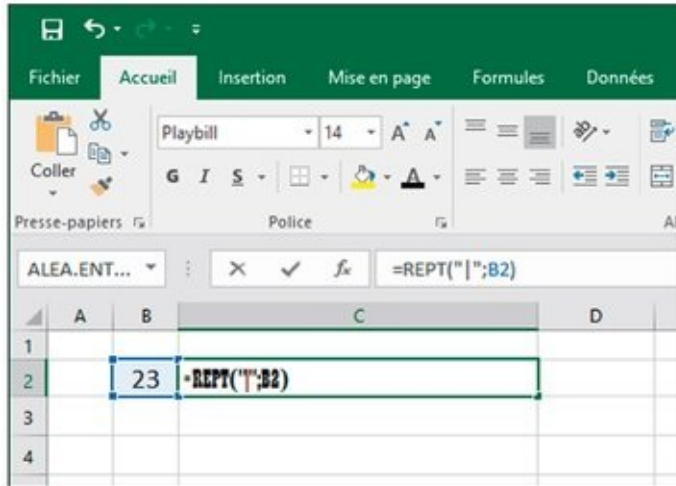 Fichier Accueil Insertion Mise en page Formules Données
Playbill 14 A A
Coller
G I S A
Presse-papiers Police
ALEA.ENT... fx =REPT("|";B2)
A B C D
1
2 23 =REPT("|";B2)
3
4